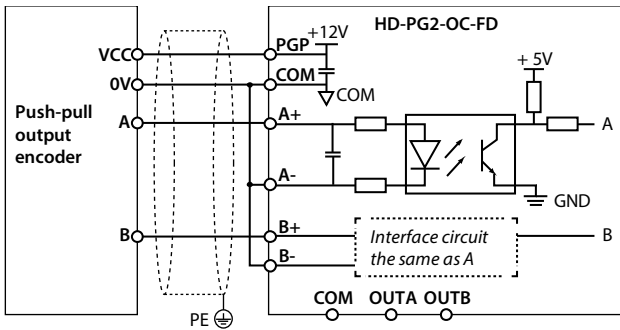 HD-PG2-OC-FD
+12V
VCC
PGP
+ 5V
0V
COM
COM
Push-pull
output
encoder
A
A+
A
A-
GND
B
B+
B
B-
Interface circuit
the same as A
COM OUTA OUTB
PE